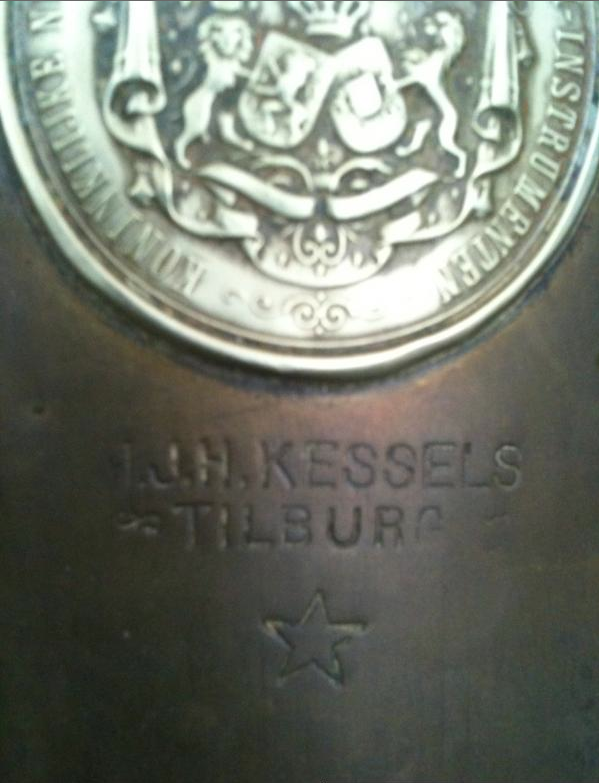 KONINKLIJKE N
-INSTRUMENTEN
M.J.H. KESSELS
TILBURG